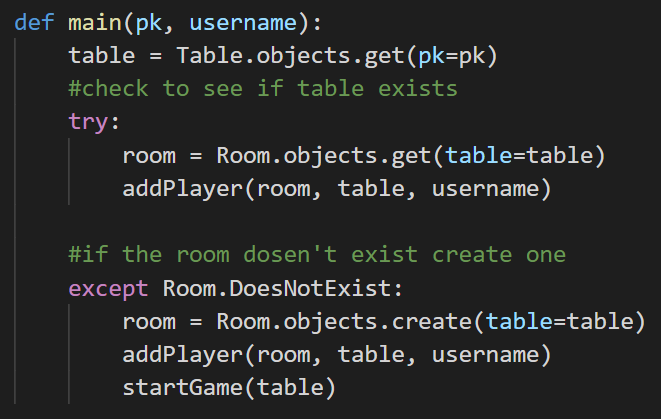 def main(pk, username):
    table = Table.objects.get(pk=pk)
    #check to see if table exists
    try:
        room = Room.objects.get(table=table)
        addPlayer(room, table, username)

    #if the room dosen't exist create one
    except Room.DoesNotExist:
        room = Room.objects.create(table=table)
        addPlayer(room, table, username)
        startGame(table)